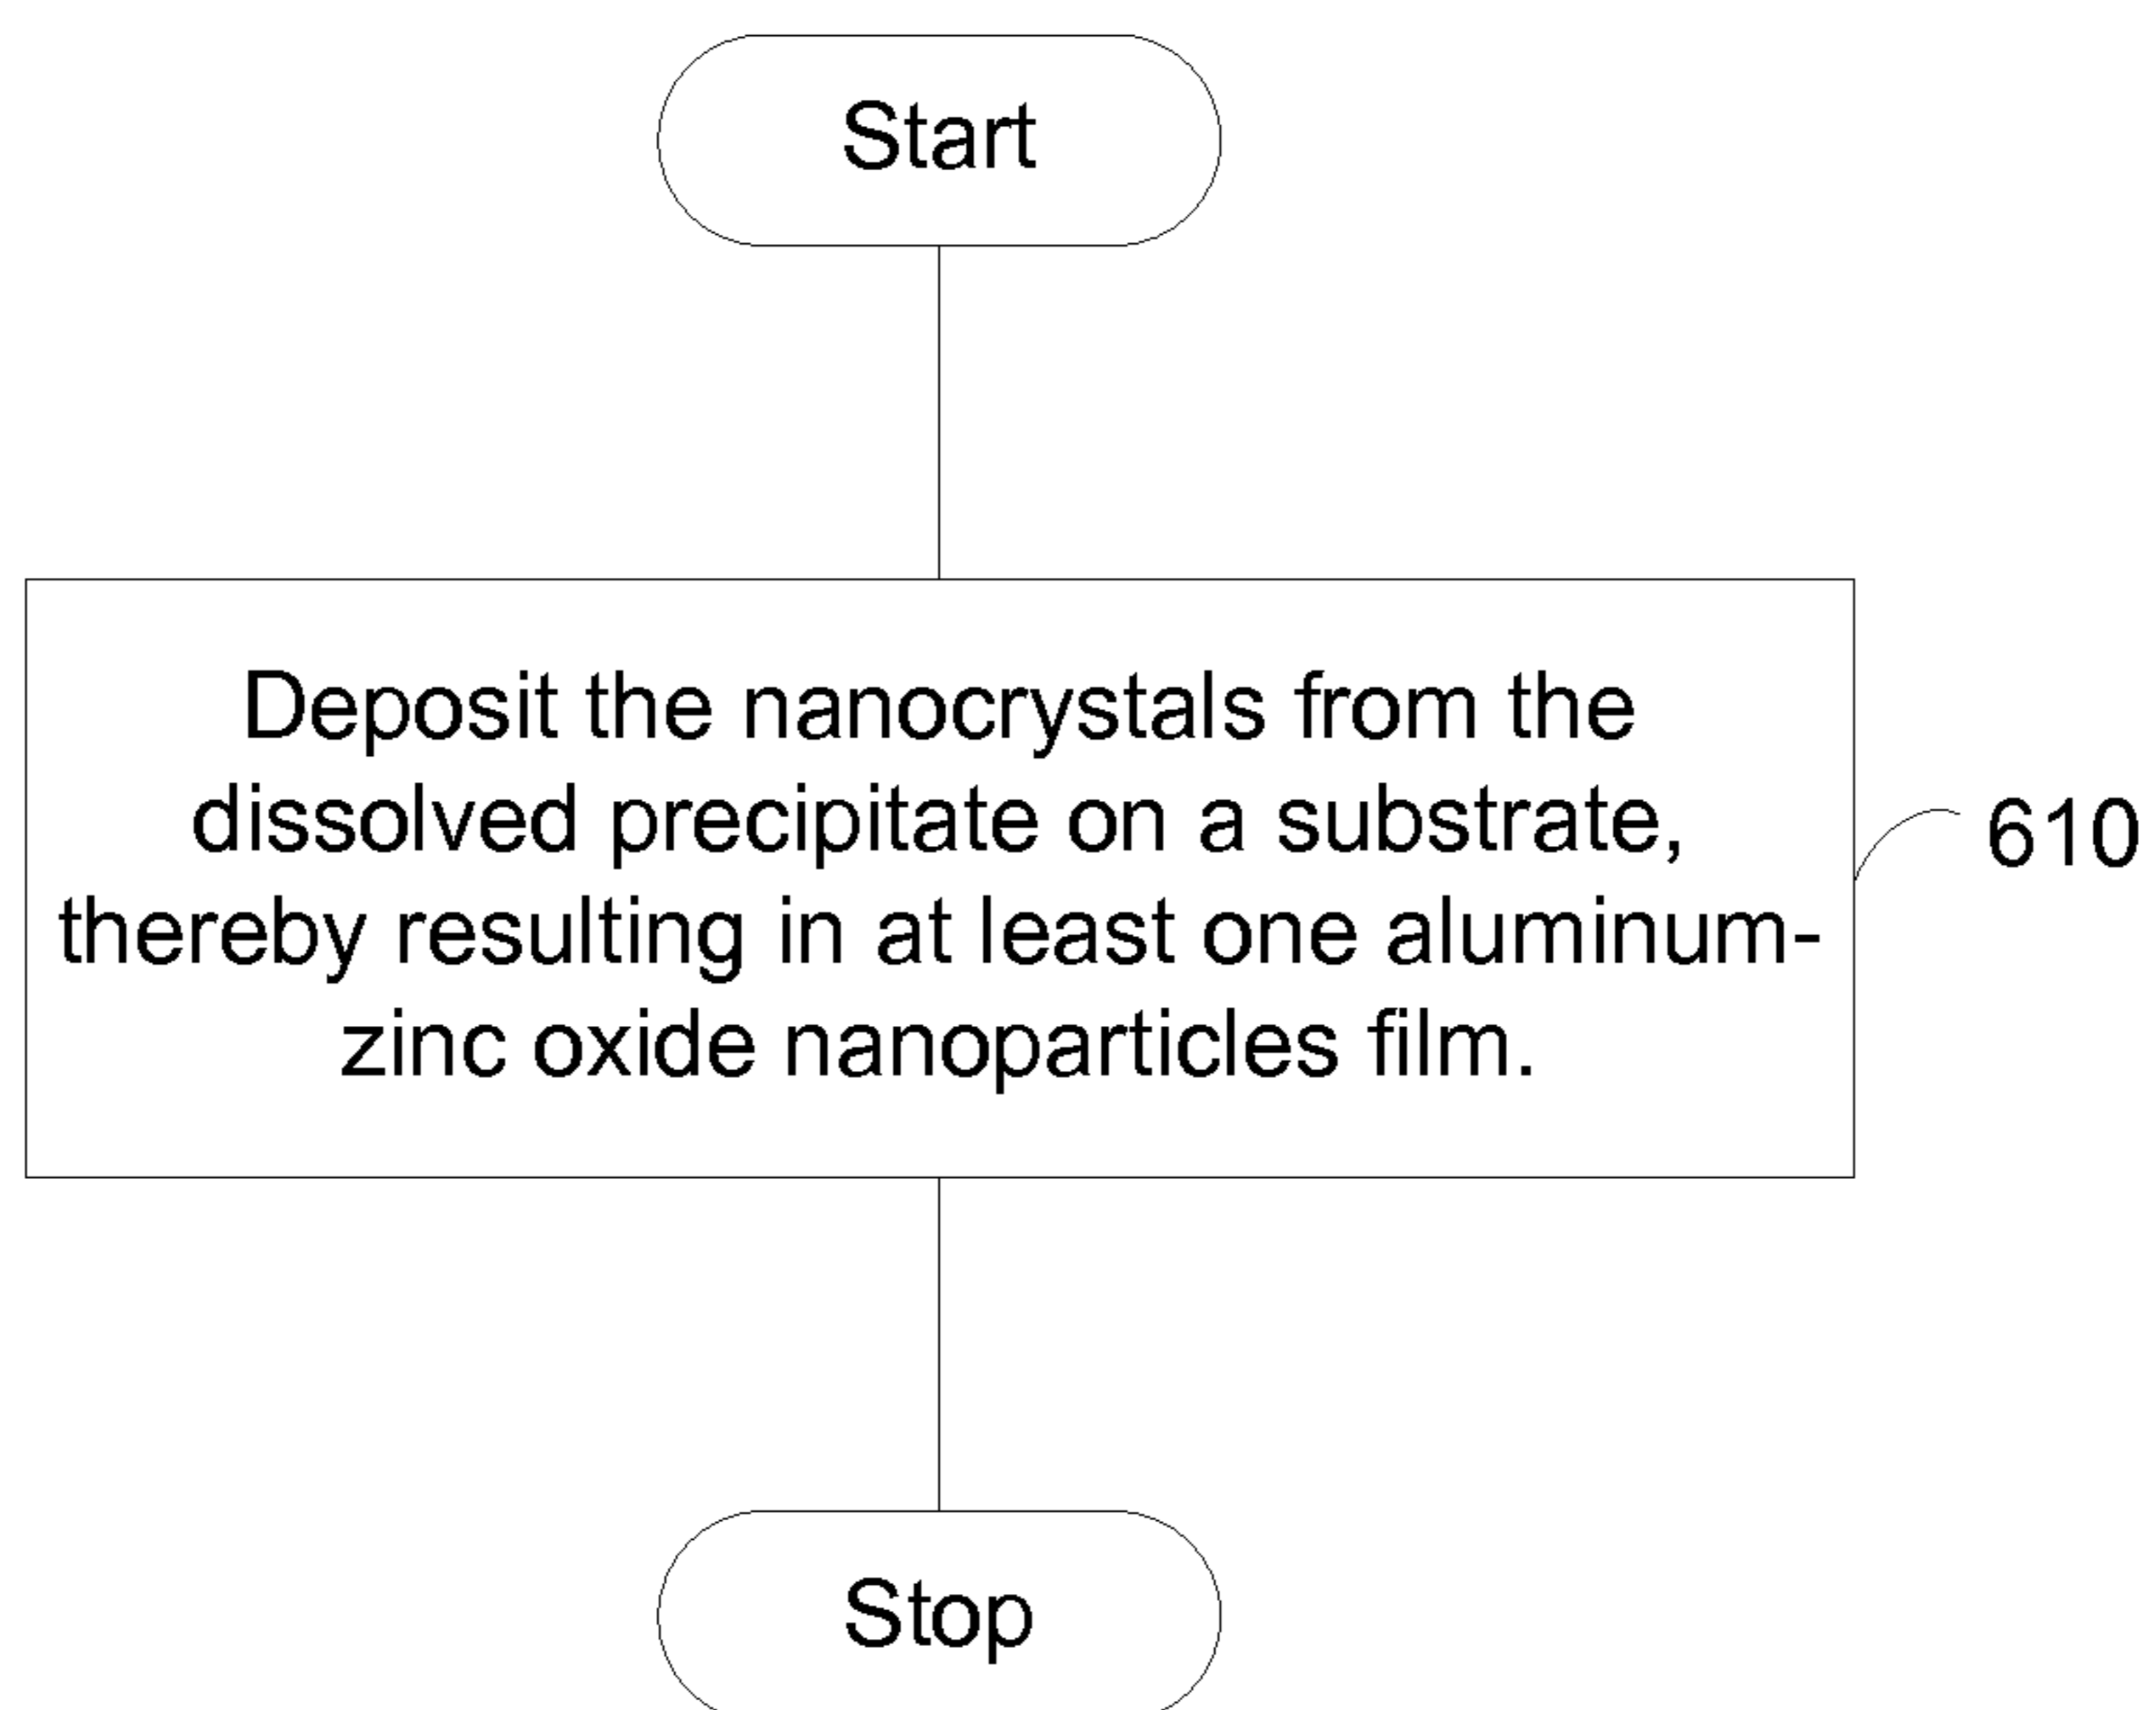 Start
Deposit the nanocrystals from the
dissolved precipitate on a substrate,
610
thereby resulting in at least one aluminum-
zinc oxide nanoparticles film.
Stop